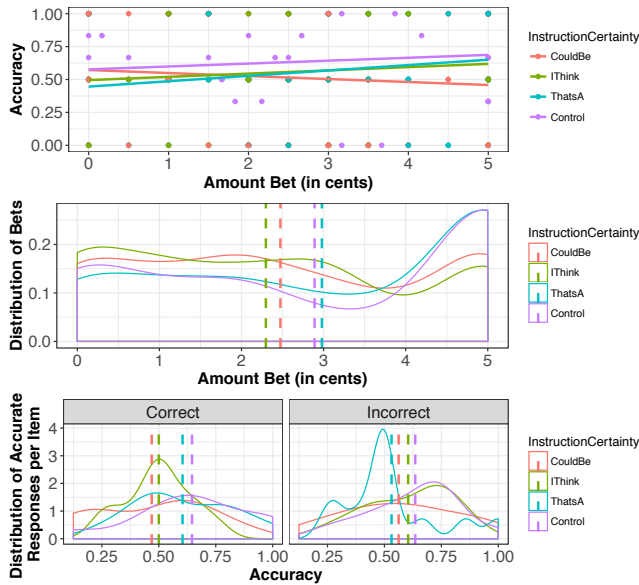 Accuracy
1.00
0.75
0.50
0.25
0.00
0
1
2
3
4
5
Amount Bet (in cents)
InstructionCertainty
CouldBe
IThink
ThatsA
Control
Distribution of Bets
0.2
0.1
0.0
0
1
2
3
4
5
Amount Bet (in cents)
InstructionCertainty
CouldBe
IThink
ThatsA
Control
Distribution of Accurate
Responses per Item
Correct
Incorrect
4
3
2
1
0
0.25
0.50
0.75
1.00
0.25
0.50
0.75
1.00
Accuracy
InstructionCertainty
CouldBe
IThink
ThatsA
Control